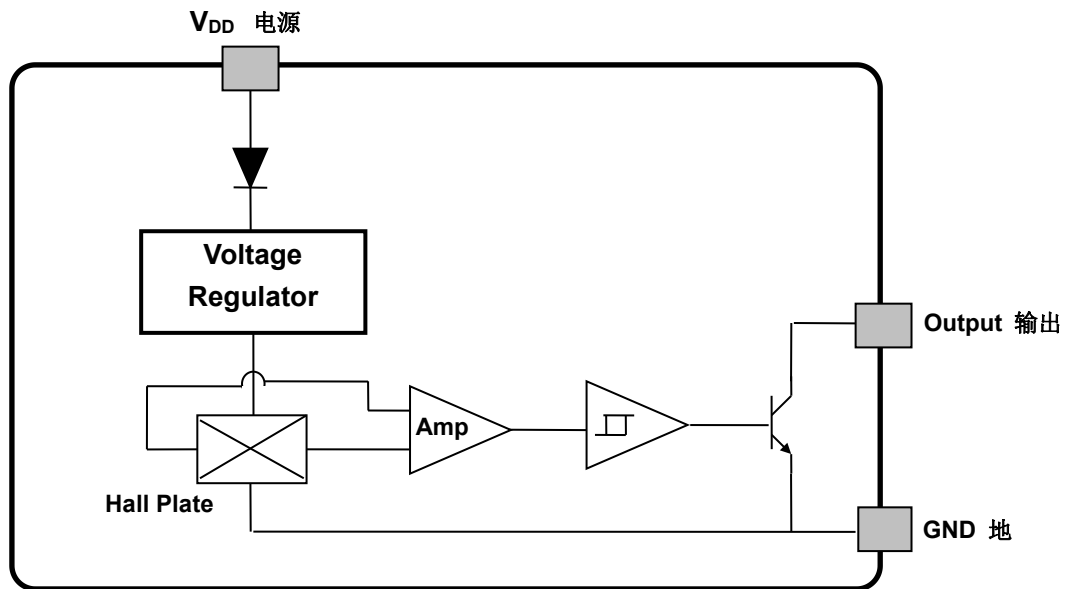 VDD 电源
Voltage
Regulator
Output 输出
Amp
Hall Plate
GND 地